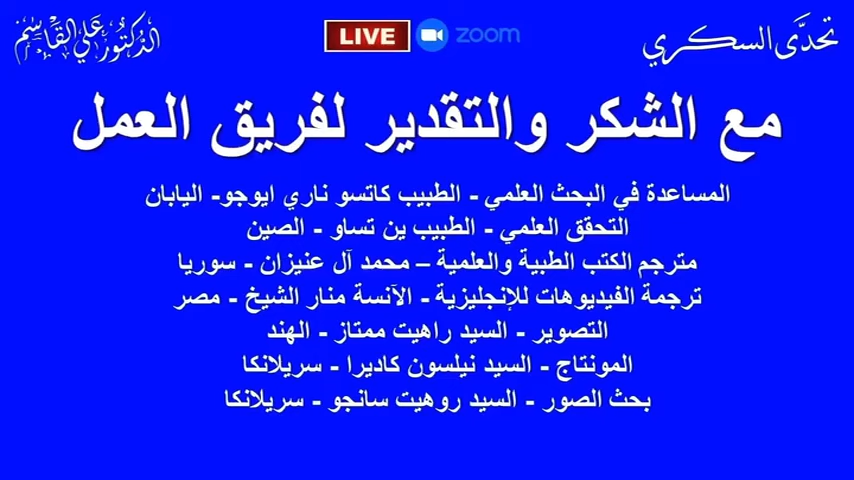 تحدَّى السكري
LIVE zoom
الدكتور علي القاسم
مع الشكر والتقدير لفريق العمل
المساعدة في البحث العلمي - الطبيب كاتسو ناري ايوجو- اليابان
التحقق العلمي - الطبيب ين تساو - الصين
مترجم الكتب الطبية والعلمية – محمد آل عنيزان - سوريا
ترجمة الفيديوهات للإنجليزية - الآنسة منار الشيخ - مصر
التصوير - السيد راهيت ممتاز - الهند
المونتاج - السيد نيلسون كاديرا - سريلانكا
بحث الصور - السيد روهيت سانجو - سريلانكا